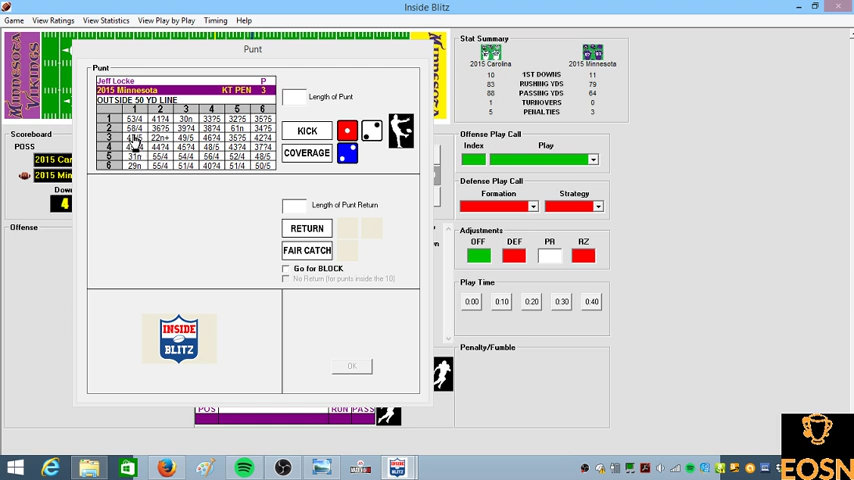 Inside Blitz
Game View Ratings View Statistics View Play by Play Timing Help
MINNESOTA
VIKINGS
Punt
Punt
Jeff Locke P
2015 Minnesota KT PEN 3
OUTSIDE 50 YD LINE
1 2 3 4 5 6
1 53/4 41?4 30n 33?5 32?5 35?5
2 58/4 36?5 39?4 38?4 61n 34?5
3 22n+ 49/5 46?4 35?5 42?4
4 44?4 45?4 48/5 43?4 37?4
5 31n 55/4 54/4 56/4 52/4 48/5
6 29n 55/4 51/4 40?4 51/4 50/5
Length of Punt
KICK
COVERAGE
Length of Punt Return
RETURN
FAIR CATCH
Go for BLOCK
No Return (for punts inside the 10)
INSIDE
BLITZ
OK
Scoreboard
POSS
2015 Car
2015 Min
Down
4
Offense
POS RUN PASS
Stat Summary
2015 Carolina 2015 Minnesota
10 1ST DOWNS 11
83 RUSHING YDS 79
88 PASSING YDS 64
1 TURNOVERS 0
5 PENALTIES 3
Offense Play Call
Index Play
Defense Play Call
Formation Strategy
Adjustments
OFF DEF PR RZ
Play Time
0:00 0:10 0:20 0:30 0:40
Penalty/Fumble
INSIDE
BLITZ
EOSN